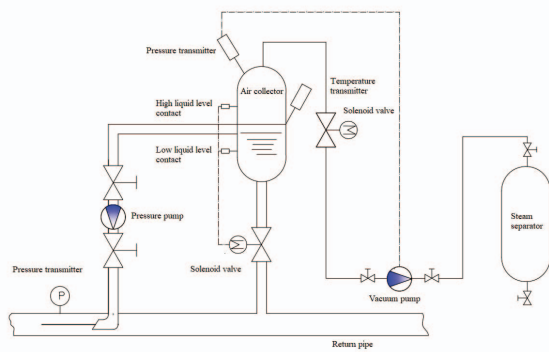 Pressure transmitter
Air collector
Temperature
transmitter
High liquid level
contact
Solenoid valve
Low liquid level
contact
Pressure pump
Steam
separator
Solenoid valve
Pressure transmitter
P
Vacuum pump
Return pipe